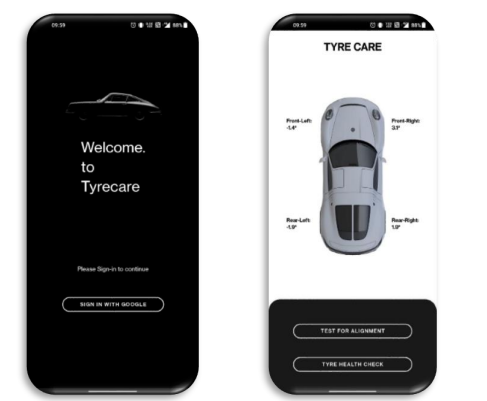 09:59
88%
Welcome.
to
Tyrecare
Please Sign-in to continue
SIGN IN WITH GOOGLE
09:59
88%
TYRE CARE
Front-Left:
-1.4°
Front-Right:
3.1°
Rear-Left:
-1.9°
Rear-Right:
1.9°
TEST FOR ALIGNMENT
TYRE HEALTH CHECK